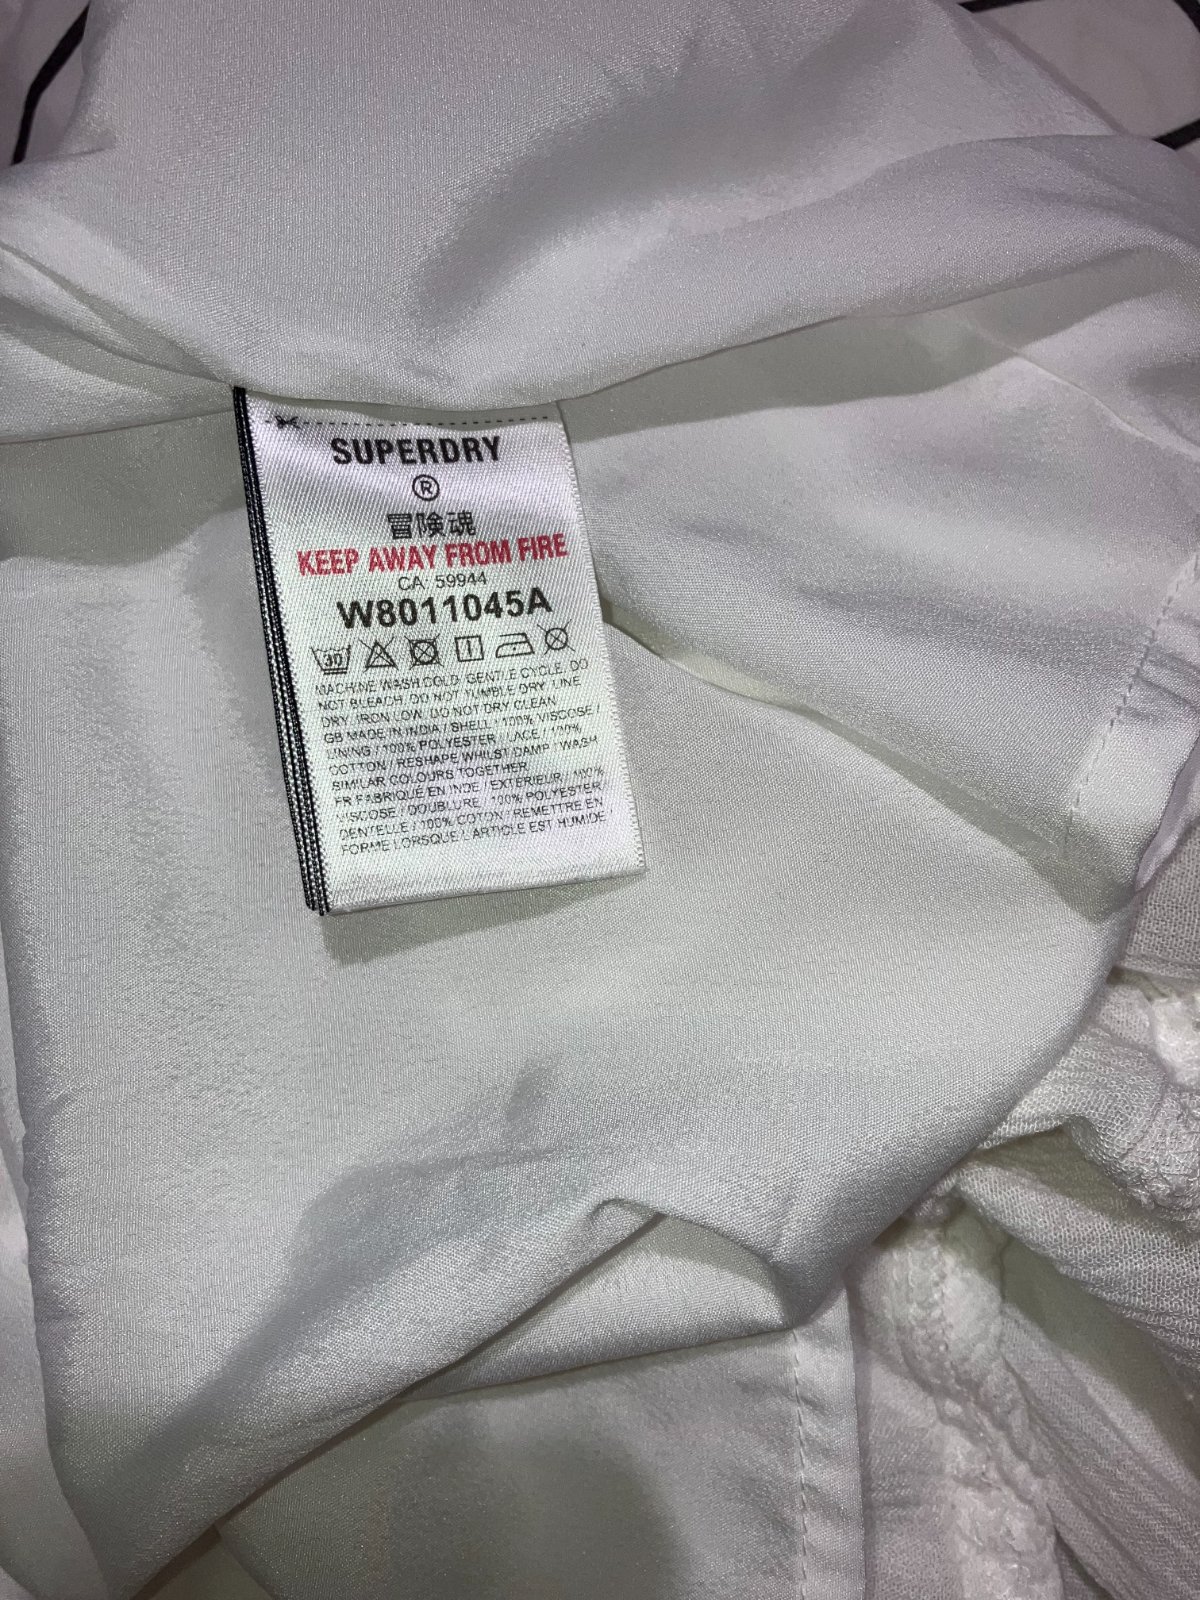 SUPERDRY
®
冒険魂
KEEP AWAY FROM FIRE
CA 59944
W8011045A
30
MACHINE WASH COLD, GENTLE CYCLE, DO
NOT BLEACH, DO NOT TUMBLE DRY, LINE
DRY, IRON LOW, DO NOT DRY CLEAN
GB MADE IN INDIA / SHELL / 100% VISCOSE /
LINING / 100% POLYESTER / LACE / 100%
COTTON / RESHAPE WHILST DAMP / WASH
SIMILAR COLOURS TOGETHER
FR FABRIQUÉ EN INDE / EXTÉRIEUR / 100%
VISCOSE / DOUBLURE / 100% POLYESTER /
DENTELLE / 100% COTON / REMETTRE EN
FORME LORSQUE L'ARTICLE EST HUMIDE